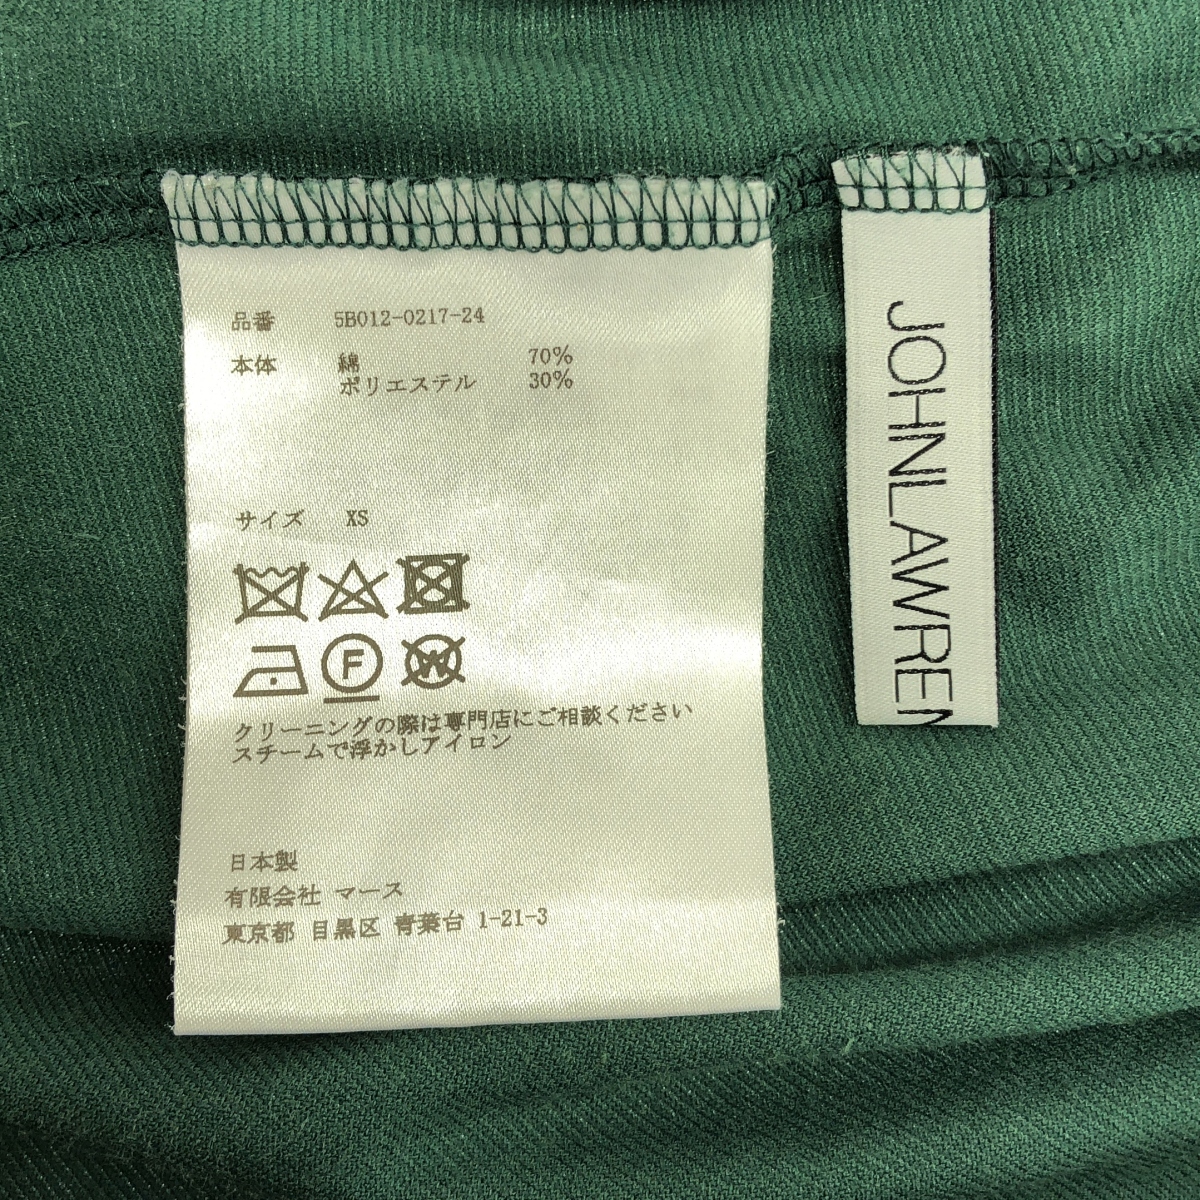 品番 5B012-0217-24
本体 綿 70%
ポリエステル 30%
サイズ XS
F
W
クリーニングの際は専門店にご相談ください
スチームで浮かしアイロン
日本製
有限会社 マース
東京都 目黒区 青葉台 1-21-3
JOHNLAWREN